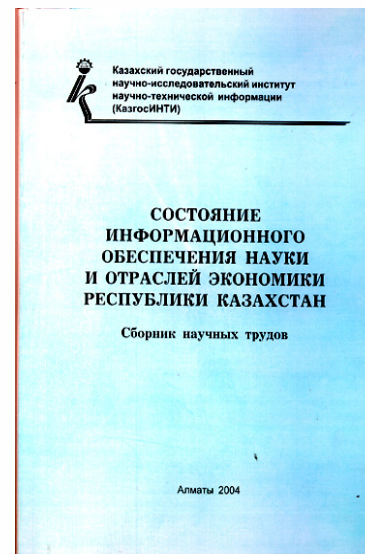 Казахский государственный
научно-исследовательский институт
научно-технической информации
(КазгосИНТИ)
СОСТОЯНИЕ
ИНФОРМАЦИОННОГО
ОБЕСПЕЧЕНИЯ НАУКИ
И ОТРАСЛЕЙ ЭКОНОМИКИ
РЕСПУБЛИКИ КАЗАХСТАН
Сборник научных трудов
Алматы 2004